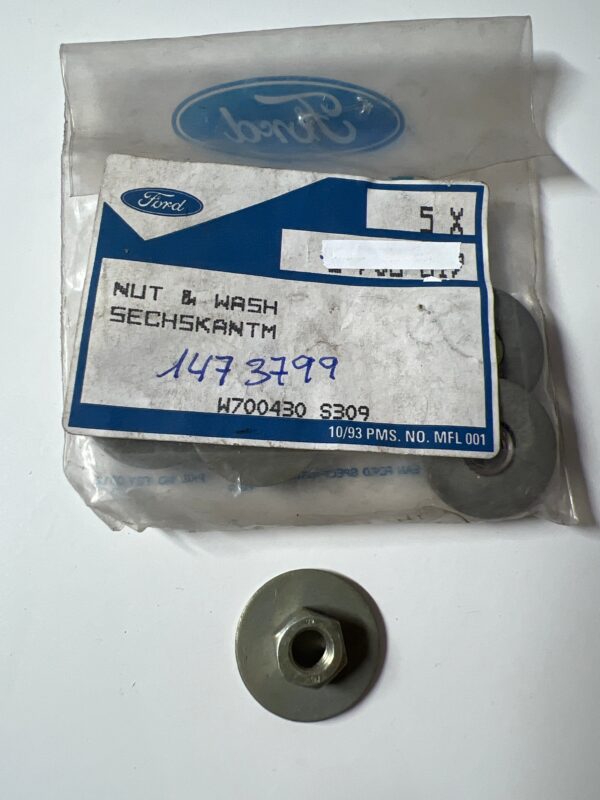 Ford
Ford
5 X
NUT & WASH
SECHSKANTM
1473799
W700430 S309
10/93 PMS. NO. MFL 001